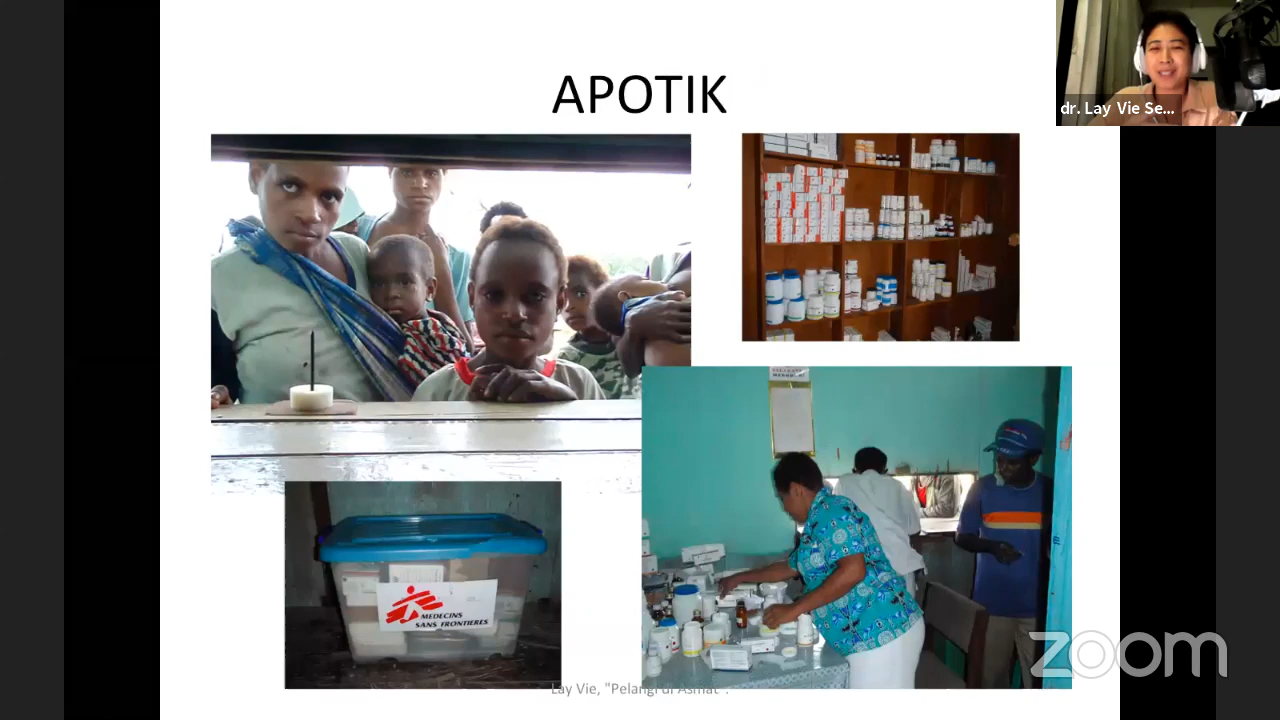 APOTIK
dr. Lay Vie Se...
MEDECINS
SANS FRONTIERES
Lay Vie, "Pelangi di Asmat".
zoom